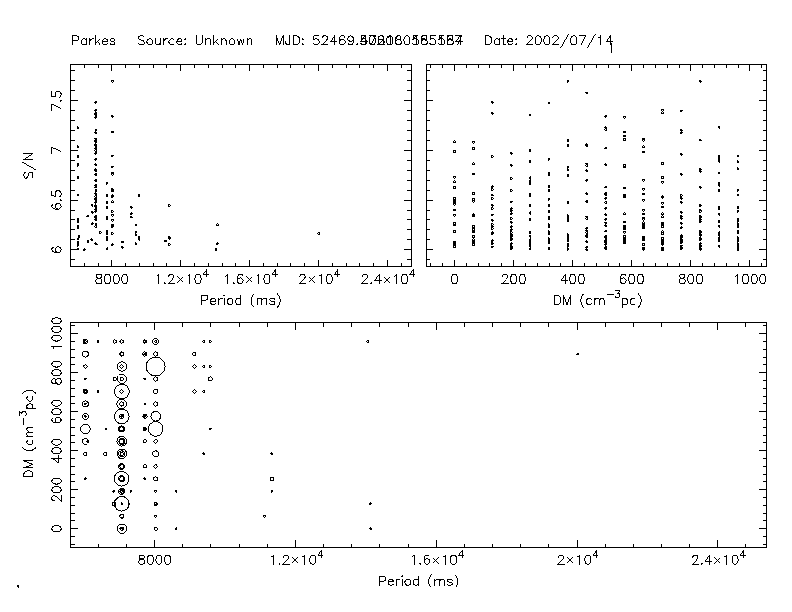 Parkes Source: Unknown MJD: Date: 2002/07/14
S/N
7.5
7
6.5
6
8000 1.2×10⁴ 1.6×10⁴ 2×10⁴ 2.4×10⁴
Period (ms)
0 200 400 600 800 1000
DM (cm⁻³pc)
DM (cm⁻³pc)
1000
800
600
400
200
0
8000 1.2×10⁴ 1.6×10⁴ 2×10⁴ 2.4×10⁴
Period (ms)